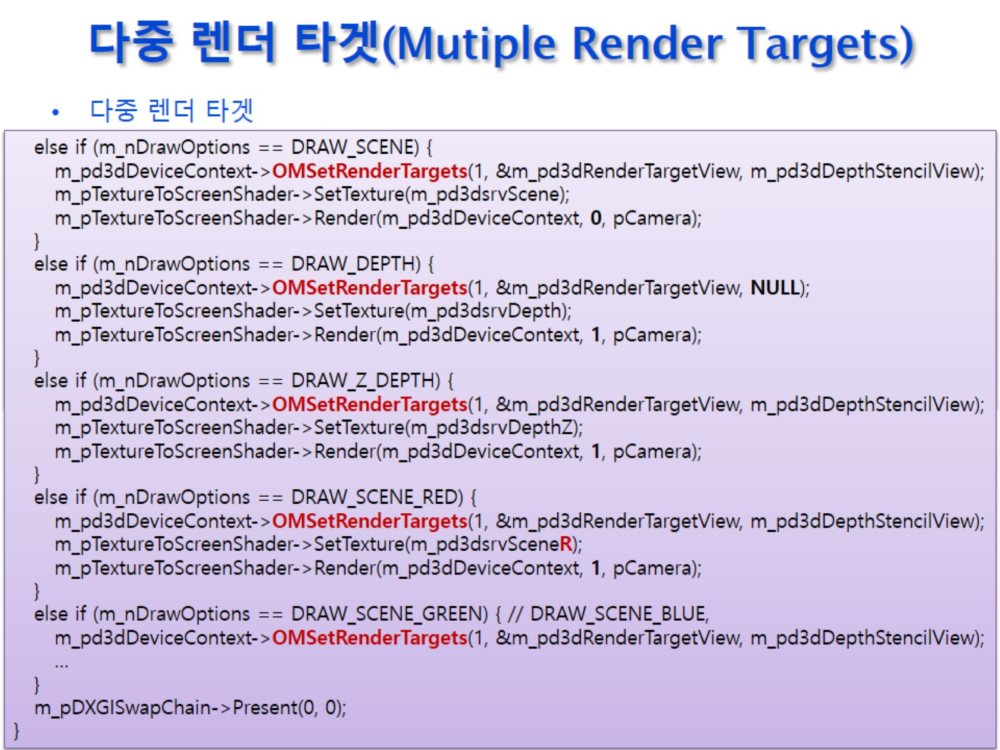 다중 렌더 타겟(Mutiple Render Targets)
• 다중 렌더 타겟
else if (m_nDrawOptions == DRAW_SCENE) {
m_pd3dDeviceContext->OMSetRenderTargets(1, &m_pd3dRenderTargetView, m_pd3dDepthStencilView);
m_pTextureToScreenShader->SetTexture(m_pd3dsrvScene);
m_pTextureToScreenShader->Render(m_pd3dDeviceContext, 0, pCamera);
}
else if (m_nDrawOptions == DRAW_DEPTH) {
m_pd3dDeviceContext->OMSetRenderTargets(1, &m_pd3dRenderTargetView, NULL);
m_pTextureToScreenShader->SetTexture(m_pd3dsrvDepth);
m_pTextureToScreenShader->Render(m_pd3dDeviceContext, 1, pCamera);
}
else if (m_nDrawOptions == DRAW_Z_DEPTH) {
m_pd3dDeviceContext->OMSetRenderTargets(1, &m_pd3dRenderTargetView, m_pd3dDepthStencilView);
m_pTextureToScreenShader->SetTexture(m_pd3dsrvDepthZ);
m_pTextureToScreenShader->Render(m_pd3dDeviceContext, 1, pCamera);
}
else if (m_nDrawOptions == DRAW_SCENE_RED) {
m_pd3dDeviceContext->OMSetRenderTargets(1, &m_pd3dRenderTargetView, m_pd3dDepthStencilView);
m_pTextureToScreenShader->SetTexture(m_pd3dsrvSceneR);
m_pTextureToScreenShader->Render(m_pd3dDeviceContext, 1, pCamera);
}
else if (m_nDrawOptions == DRAW_SCENE_GREEN) { // DRAW_SCENE_BLUE,
m_pd3dDeviceContext->OMSetRenderTargets(1, &m_pd3dRenderTargetView, m_pd3dDepthStencilView);
...
}
m_pDXGISwapChain->Present(0, 0);
}